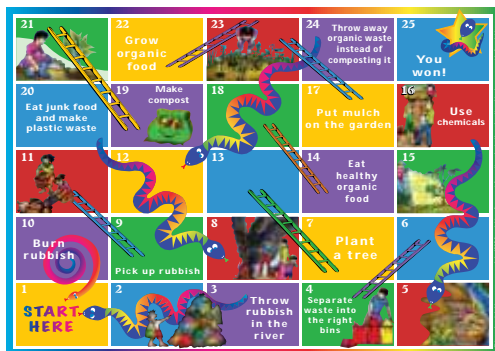 21
22
23
24
25
Grow
organic
food
Throw away
organic waste
instead of
composting it
You
won!
20
19
18
17
16
Eat junk food
and make
plastic waste
Make
compost
Put mulch
on the garden
Use
chemicals
11
12
13
14
15
Eat
healthy
organic
food
10
9
8
7
6
Burn
rubbish
Pick up rubbish
Plant
a tree
1
2
3
4
5
START
HERE
Throw
rubbish
in the
river
Separate
waste into
the right
bins